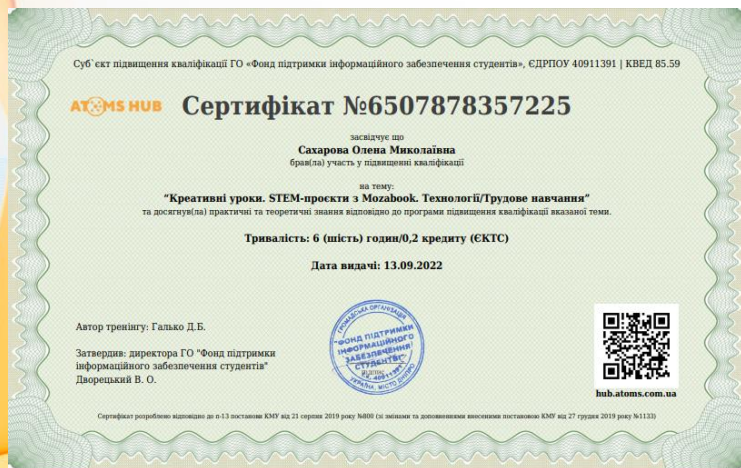 Суб`єкт підвищення кваліфікації ГО «Фонд підтримки інформаційного забезпечення студентів», ЄДРПОУ 40911391 | КВЕД 85.59
ATOMS HUB
Сертифікат №6507878357225
засвідчує що
Сахарова Олена Миколаївна
брав(ла) участь у підвищенні кваліфікації
на тему:
“Креативні уроки. STEM-проєкти з Mozabook. Технології/Трудове навчання”
та досягнув(ла) практичні та теоретичні знання відповідно до програми підвищення кваліфікації вказаної теми.
Тривалість: 6 (шість) годин/0,2 кредиту (ЄКТС)
Дата видачі: 13.09.2022
Автор тренінгу: Галько Д.Б.
Затвердив: директора ГО "Фонд підтримки
інформаційного забезпечення студентів"
Дворецький В. О.
ГРОМАДСЬКА ОРГАНІЗАЦІЯ
"ФОНД ПІДТРИМКИ
ІНФОРМАЦІЙНОГО
ЗАБЕЗПЕЧЕННЯ
СТУДЕНТІВ"
УКРАЇНА, МІСТО ДНІПРО
hub.atoms.com.ua
Сертифікат розроблено відповідно до п-13 постанови КМУ від 21 серпня 2019 року №800 (зі змінами та доповненнями внесеними постановою КМУ від 27 грудня 2019 року №1133)